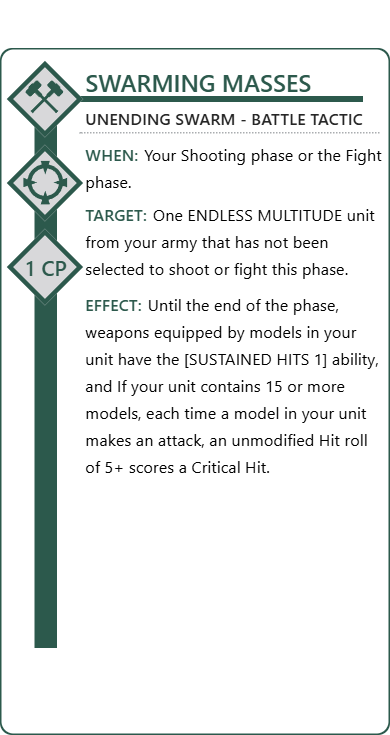 SWARMING MASSES
UNENDING SWARM - BATTLE TACTIC
WHEN: Your Shooting phase or the Fight
phase.
TARGET: One ENDLESS MULTITUDE unit
from your army that has not been
selected to shoot or fight this phase.
1 CP
EFFECT: Until the end of the phase,
weapons equipped by models in your
unit have the [SUSTAINED HITS 1] ability,
and If your unit contains 15 or more
models, each time a model in your unit
makes an attack, an unmodified Hit roll
of 5+ scores a Critical Hit.